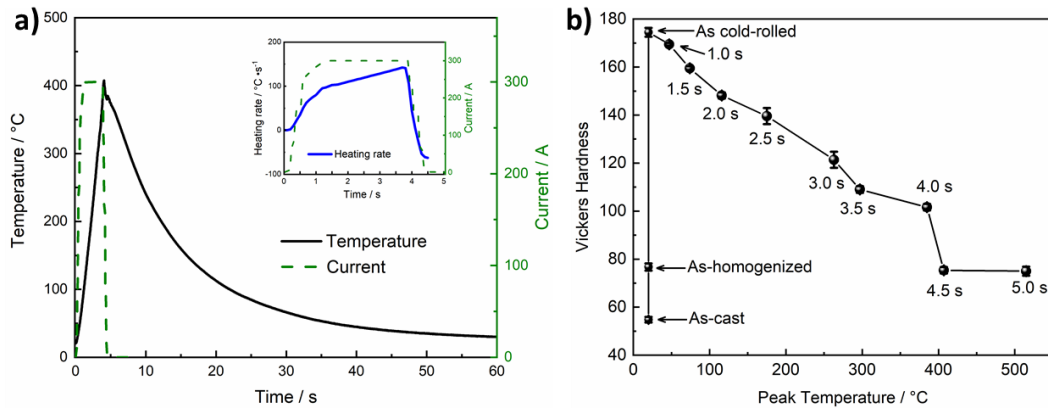 a)
Temperature / °C
500
400
300
200
100
0
0 10 20 30 40 50 60
Time / s
Current / A
300
200
100
0
Temperature
Current
Heating rate / °C •s⁻¹
200
100
0
-100
0 1 2 3 4 5
Time / s
Current / A
300
200
100
0
Heating rate
b)
Vickers Hardness
180
160
140
120
100
80
60
40
0 100 200 300 400 500
Peak Temperature / °C
As cold-rolled
1.0 s
1.5 s
2.0 s
2.5 s
3.0 s
3.5 s
4.0 s
4.5 s
5.0 s
As-homogenized
As-cast